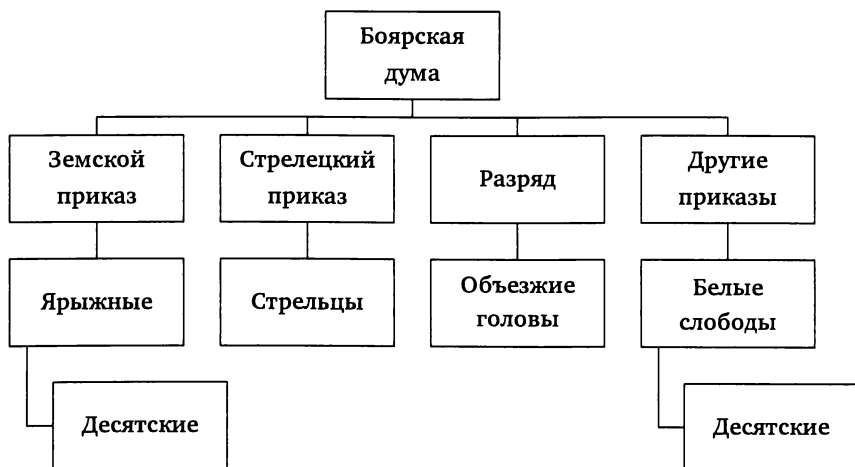 Боярская
дума
Земской
приказ
Стрелецкий
приказ
Разряд
Другие
приказы
Ярыжные
Стрельцы
Объезжие
головы
Белые
слободы
Десятские
Десятские